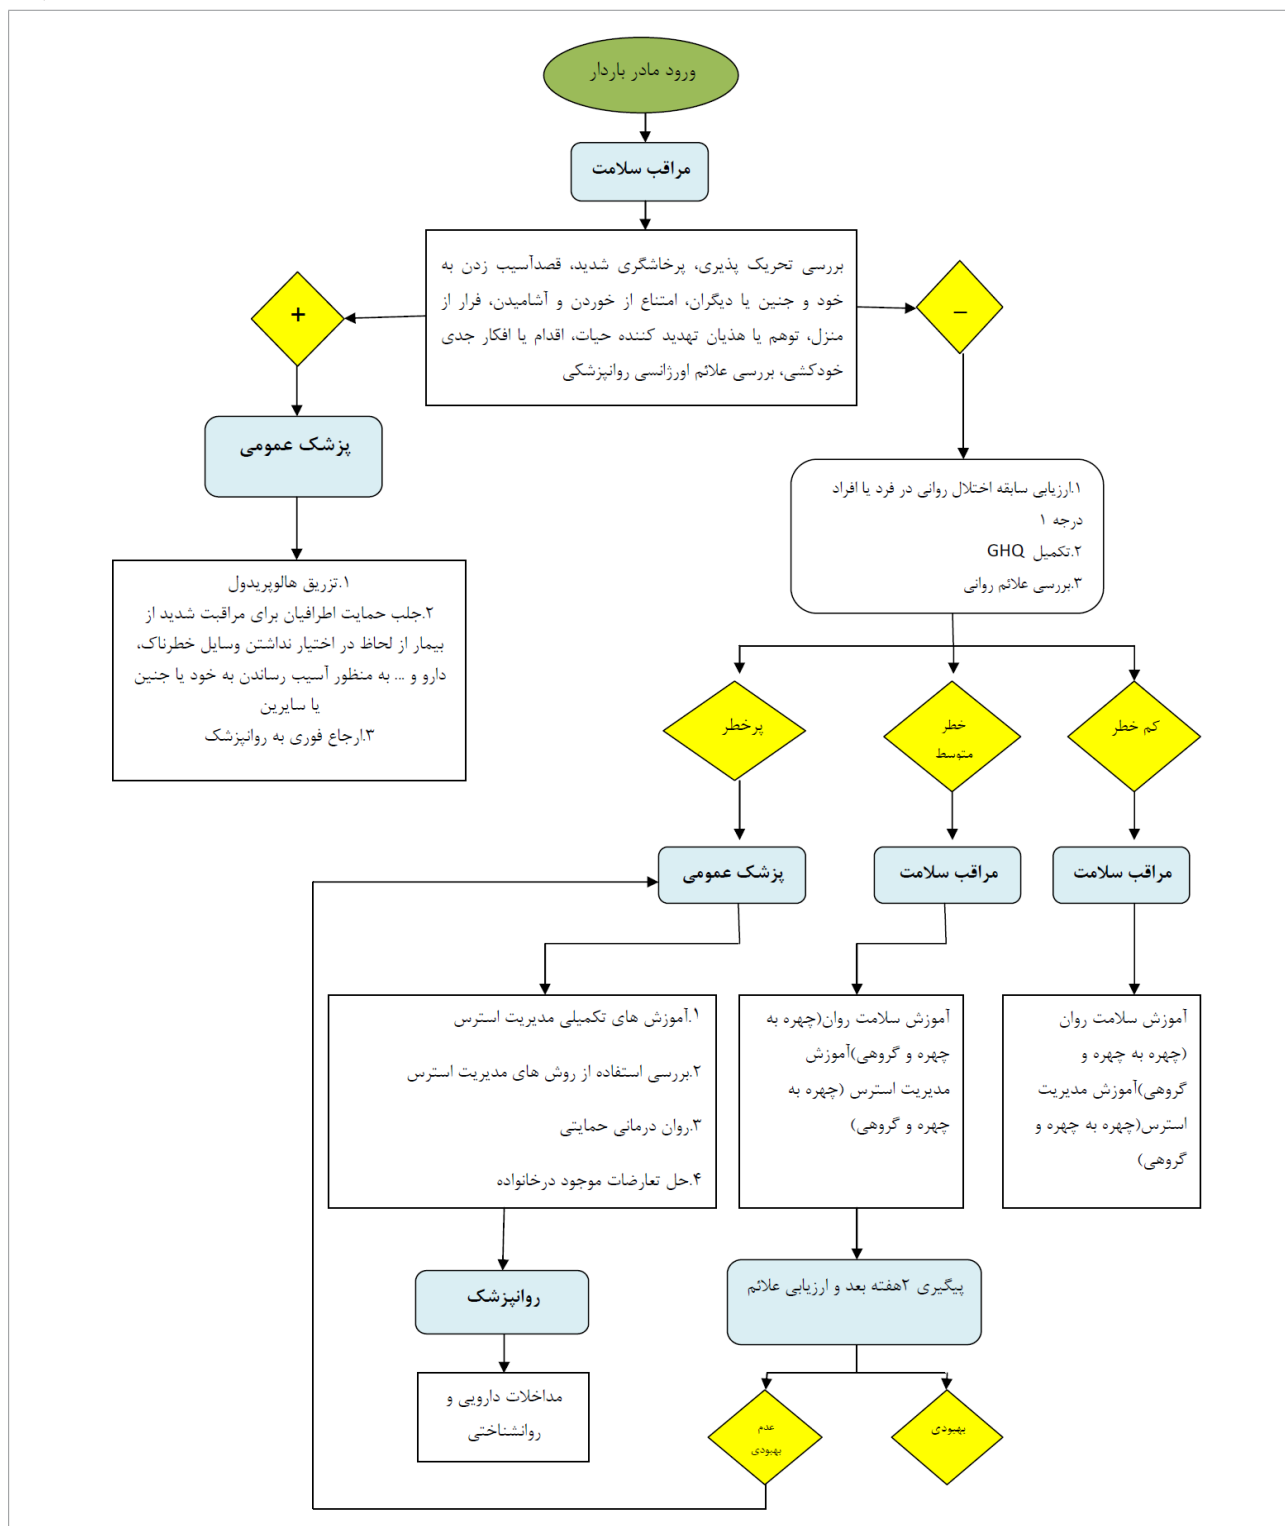 ورود مادر باردار
مراقب سلامت
بررسی تحریک پذیری، پرخاشگری شدید، قصدآسیب زدن به
خود و جنین یا دیگران، امتناع از خوردن و آشامیدن، فرار از
منزل، توهم یا هذیان تهدید کننده حیات، اقدام یا افکار جدی
خودکشی، بررسی علائم اورژانسی روانپزشکی
+
–
پزشک عمومی
۱.تزریق هالوپریدول
۲.جلب حمایت اطرافیان برای مراقبت شدید از
بیمار از لحاظ در اختیار نداشتن وسایل خطرناک،
دارو و ... به منظور آسیب رساندن به خود یا جنین
یا سایرین
۳.ارجاع فوری به روانپزشک
۱.ارزیابی سابقه اختلال روانی در فرد یا افراد
درجه ۱
۲.تکمیل GHQ
۳.بررسی علائم روانی
کم خطر
خطر
متوسط
پرخطر
مراقب سلامت
مراقب سلامت
پزشک عمومی
آموزش سلامت روان
(چهره به چهره و
گروهی)آموزش مدیریت
استرس(چهره به چهره و
گروهی)
آموزش سلامت روان(چهره به
چهره و گروهی)آموزش
مدیریت استرس (چهره به
چهره و گروهی)
۱.آموزش های تکمیلی مدیریت استرس
۲.بررسی استفاده از روش های مدیریت استرس
۳.روان درمانی حمایتی
۴.حل تعارضات موجود درخانواده
پیگیری ۲هفته بعد و ارزیابی علائم
روانپزشک
مداخلات دارویی و
روانشناختی
بهبودی
عدم
بهبودی